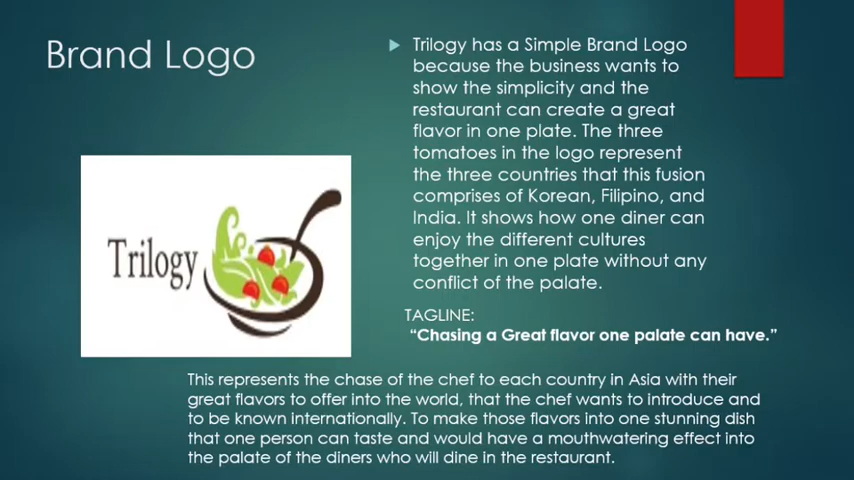 Brand Logo
Trilogy has a Simple Brand Logo
because the business wants to
show the simplicity and the
restaurant can create a great
flavor in one plate. The three
tomatoes in the logo represent
the three countries that this fusion
comprises of Korean, Filipino, and
India. It shows how one diner can
enjoy the different cultures
together in one plate without any
conflict of the palate.
Trilogy
TAGLINE:
“Chasing a Great flavor one palate can have.”
This represents the chase of the chef to each country in Asia with their
great flavors to offer into the world, that the chef wants to introduce and
to be known internationally. To make those flavors into one stunning dish
that one person can taste and would have a mouthwatering effect into
the palate of the diners who will dine in the restaurant.